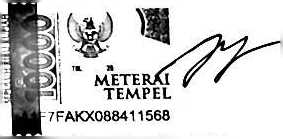 10000
TGL. 20
METERAI
TEMPEL
F7FAKX088411568